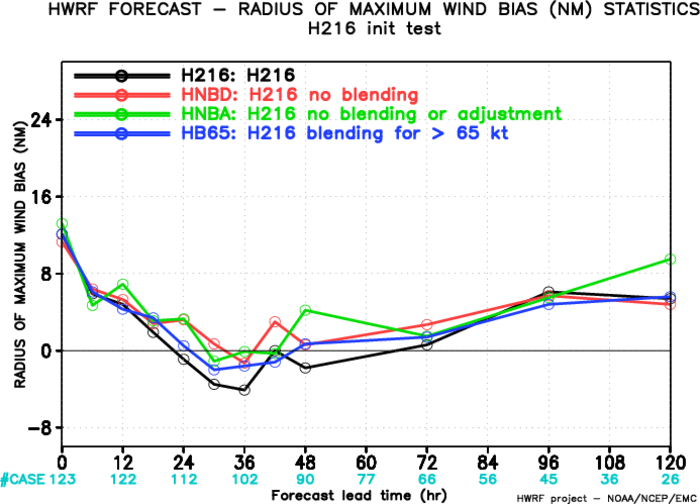 HWRF FORECAST – RADIUS OF MAXIMUM WIND BIAS (NM) STATISTICS
H216 init test
H216: H216
HNBD: H216 no blending
HNBA: H216 no blending or adjustment
HB65: H216 blending for > 65 kt
RADIUS OF MAXIMUM WIND BIAS (NM)
24
16
8
0
-8
0 12 24 36 48 60 72 84 96 108 120
#CASE 123 122 112 102 90 77 66 56 45 36 26
Forecast lead time (hr)
HWRF project – NOAA/NCEP/EMC